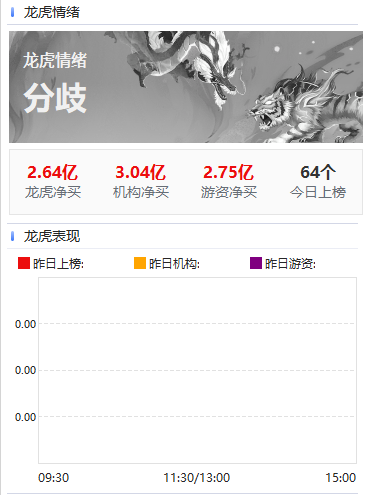 龙虎情绪
龙虎情绪
分歧
2.64亿 3.04亿 2.75亿 64个
龙虎净买 机构净买 游资净买 今日上榜
龙虎表现
昨日上榜: 昨日机构: 昨日游资:
0.00
0.00
0.00
09:30 11:30/13:00 15:00